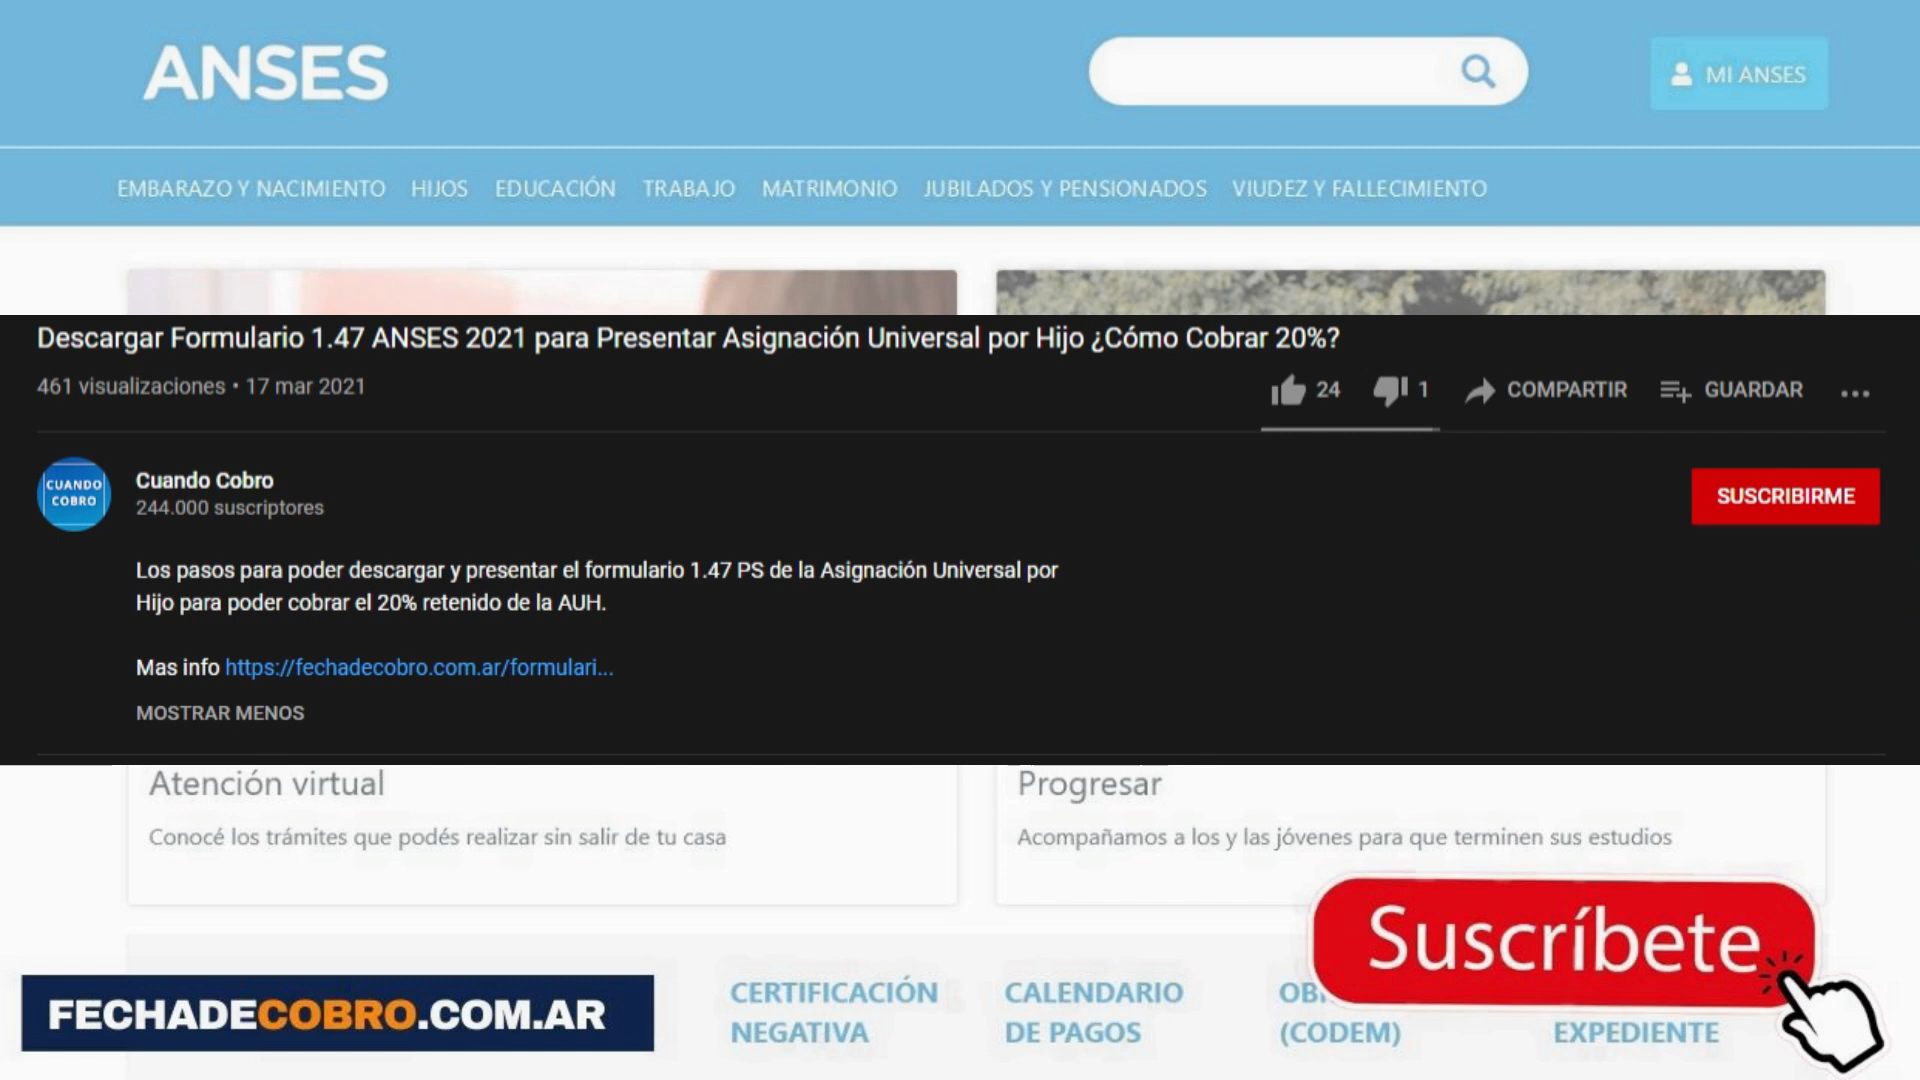 ANSES
MI ANSES
EMBARAZO Y NACIMIENTO HIJOS EDUCACIÓN TRABAJO MATRIMONIO JUBILADOS Y PENSIONADOS VIUDEZ Y FALLECIMIENTO
Descargar Formulario 1.47 ANSES 2021 para Presentar Asignación Universal por Hijo ¿Cómo Cobrar 20%?
461 visualizaciones • 17 mar 2021
24 1 COMPARTIR GUARDAR ...
CUANDO
COBRO
Cuando Cobro
244.000 suscriptores
SUSCRIBIRME
Los pasos para poder descargar y presentar el formulario 1.47 PS de la Asignación Universal por
Hijo para poder cobrar el 20% retenido de la AUH.
Mas info https://fechadecobro.com.ar/formulari...
MOSTRAR MENOS
Atención virtual
Conocé los trámites que podés realizar sin salir de tu casa
Progresar
Acompañamos a los y las jóvenes para que terminen sus estudios
Suscríbete
FECHADECOBRO.COM.AR
CERTIFICACIÓN
NEGATIVA
CALENDARIO
DE PAGOS
(CODEM)
EXPEDIENTE